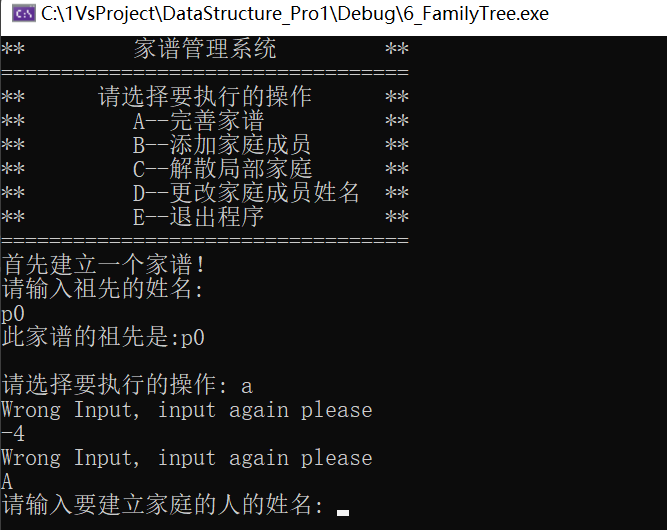 C:\1VsProject\DataStructure_Pro1\Debug\6_FamilyTree.exe
** 家谱管理系统 **
==================================
** 请选择要执行的操作 **
** A--完善家谱 **
** B--添加家庭成员 **
** C--解散局部家庭 **
** D--更改家庭成员姓名 **
** E--退出程序 **
==================================
首先建立一个家谱!
请输入祖先的姓名:
p0
此家谱的祖先是:p0
请选择要执行的操作: a
Wrong Input, input again please
-4
Wrong Input, input again please
A
请输入要建立家庭的人的姓名: